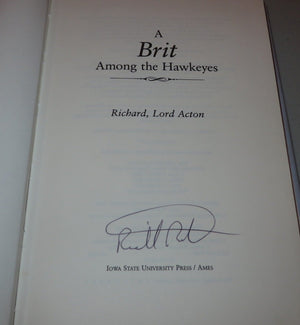 A
Brit
Among the Hawkeyes
Richard, Lord Acton
Iowa State University Press / Ames